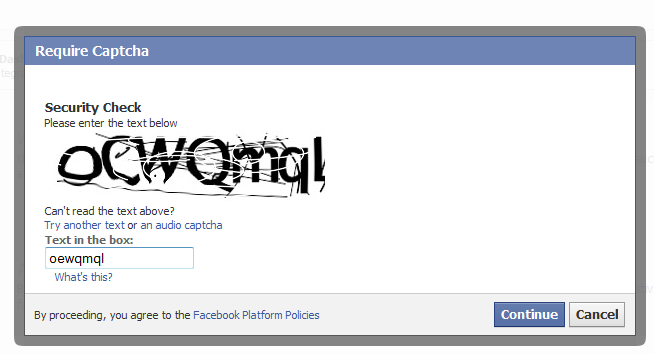 Require Captcha
Security Check
Please enter the text below
Can't read the text above?
Try another text or an audio captcha
Text in the box:
oewqmql
What's this?
By proceeding, you agree to the Facebook Platform Policies
Continue Cancel